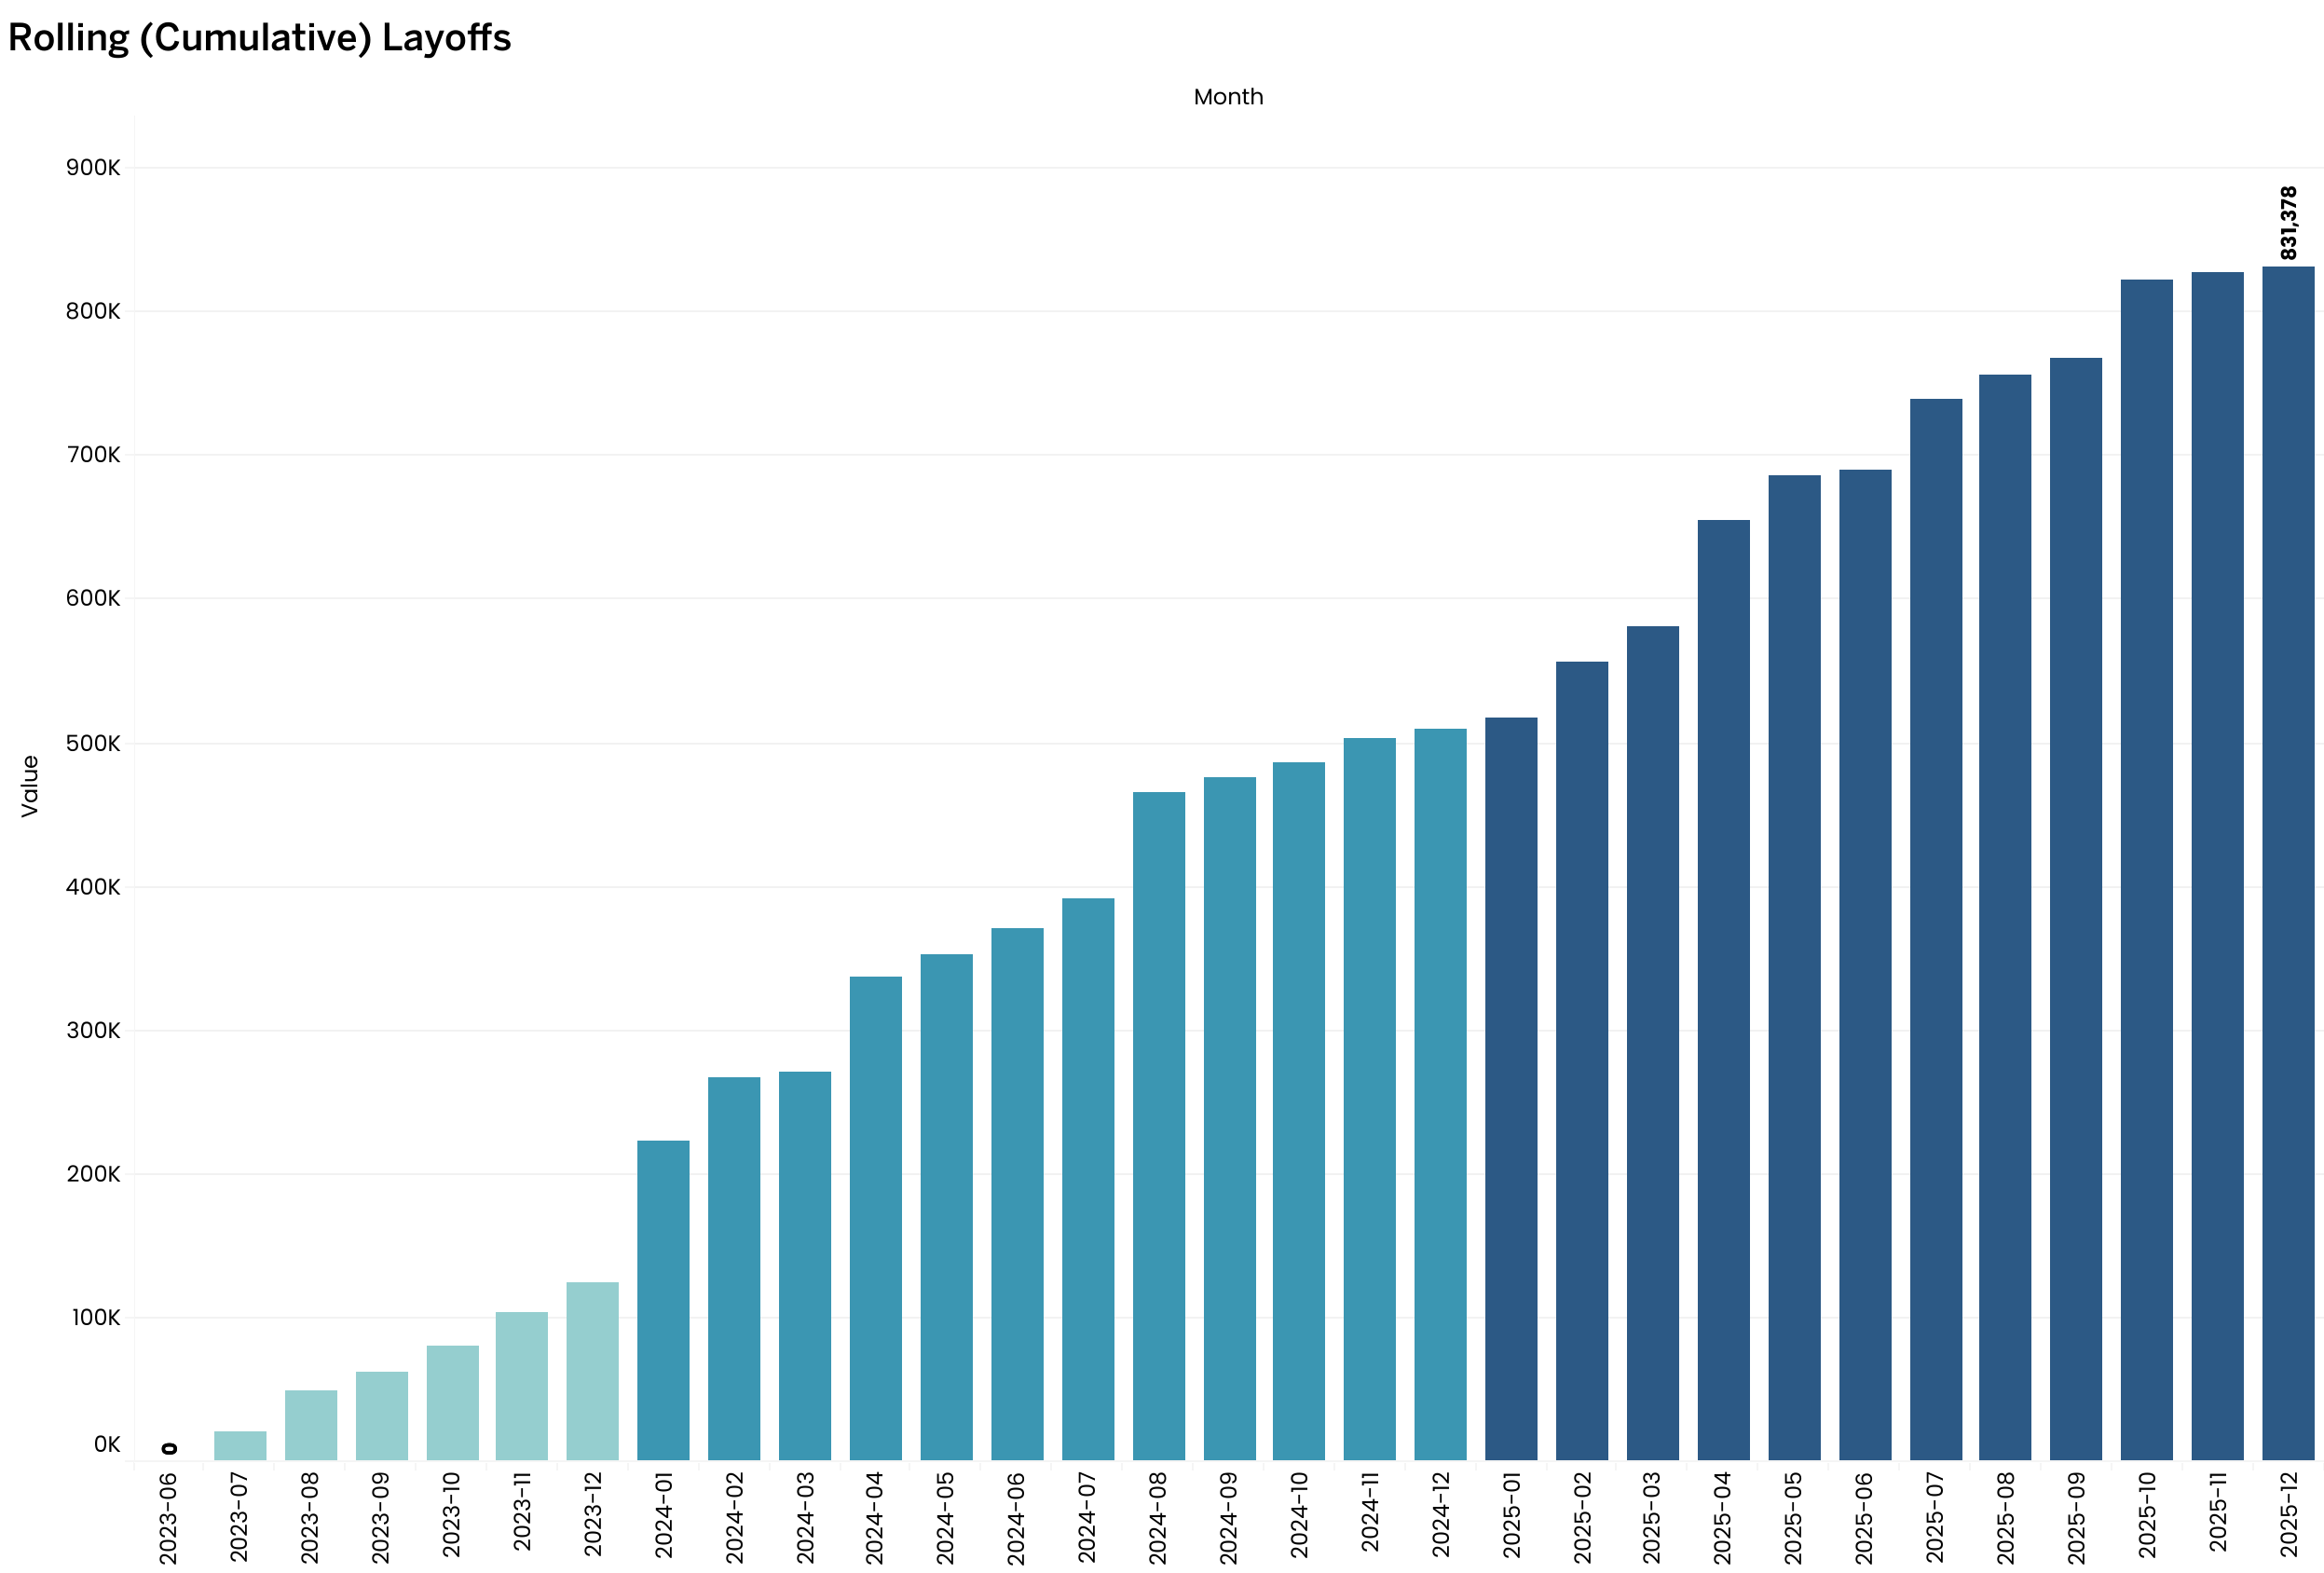 Rolling (Cumulative) Layoffs
Month
900K
800K
700K
600K
500K
400K
300K
200K
100K
0K
Value
0
831,378
2023-06
2023-07
2023-08
2023-09
2023-10
2023-11
2023-12
2024-01
2024-02
2024-03
2024-04
2024-05
2024-06
2024-07
2024-08
2024-09
2024-10
2024-11
2024-12
2025-01
2025-02
2025-03
2025-04
2025-05
2025-06
2025-07
2025-08
2025-09
2025-10
2025-11
2025-12